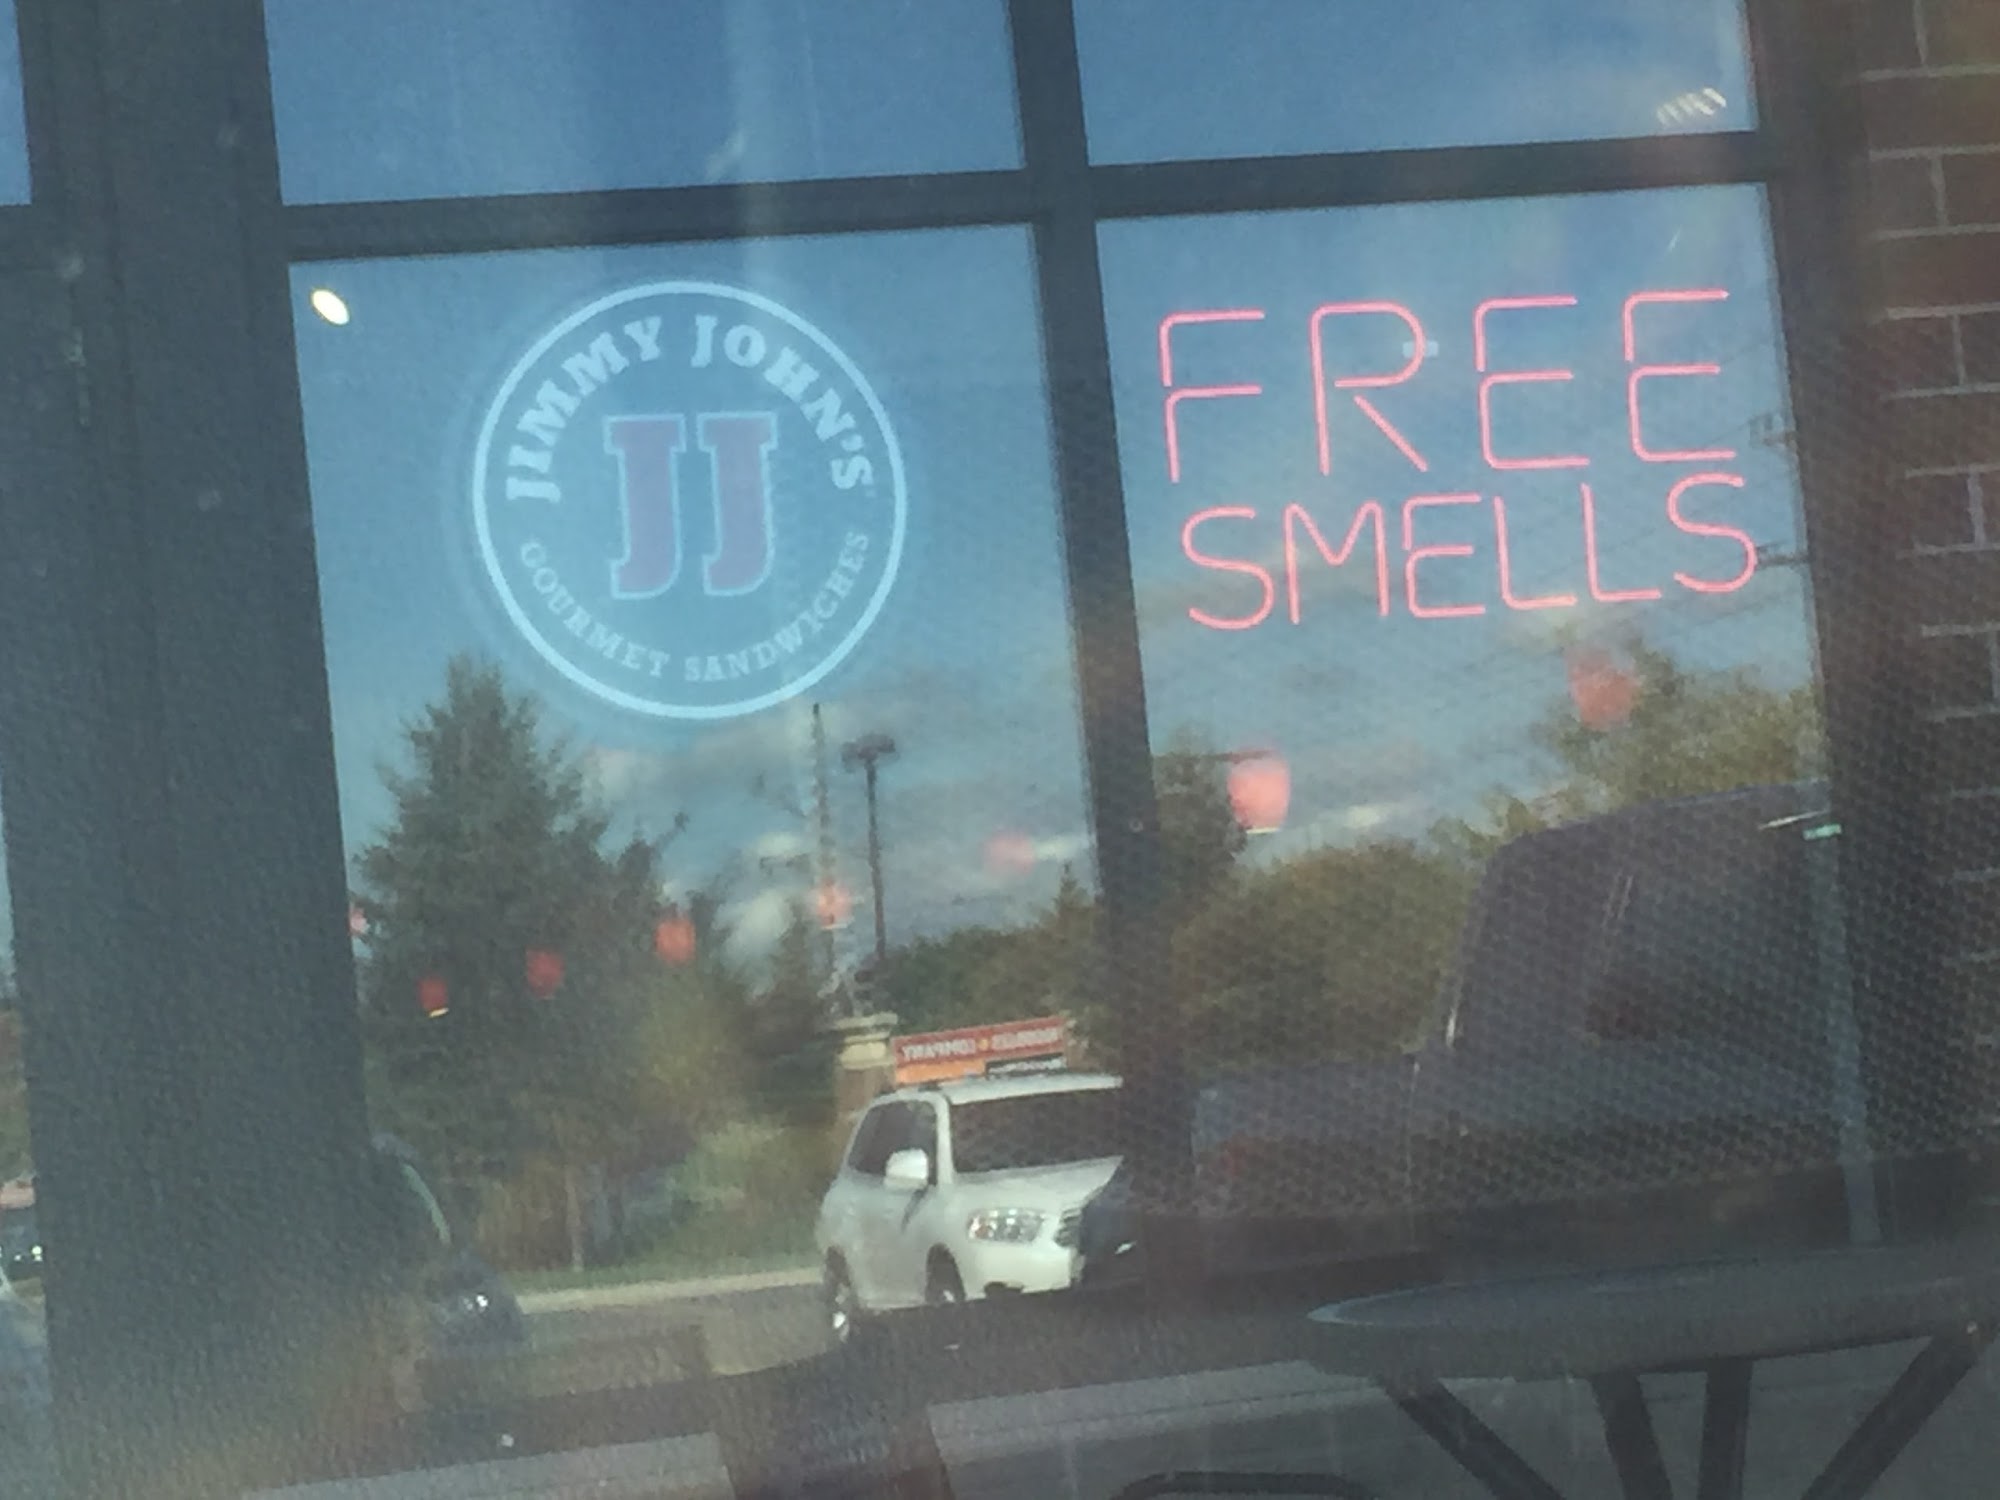 JIMMY JOHN'S
JJ
GOURMET SANDWICHES
FREE
SMELLS